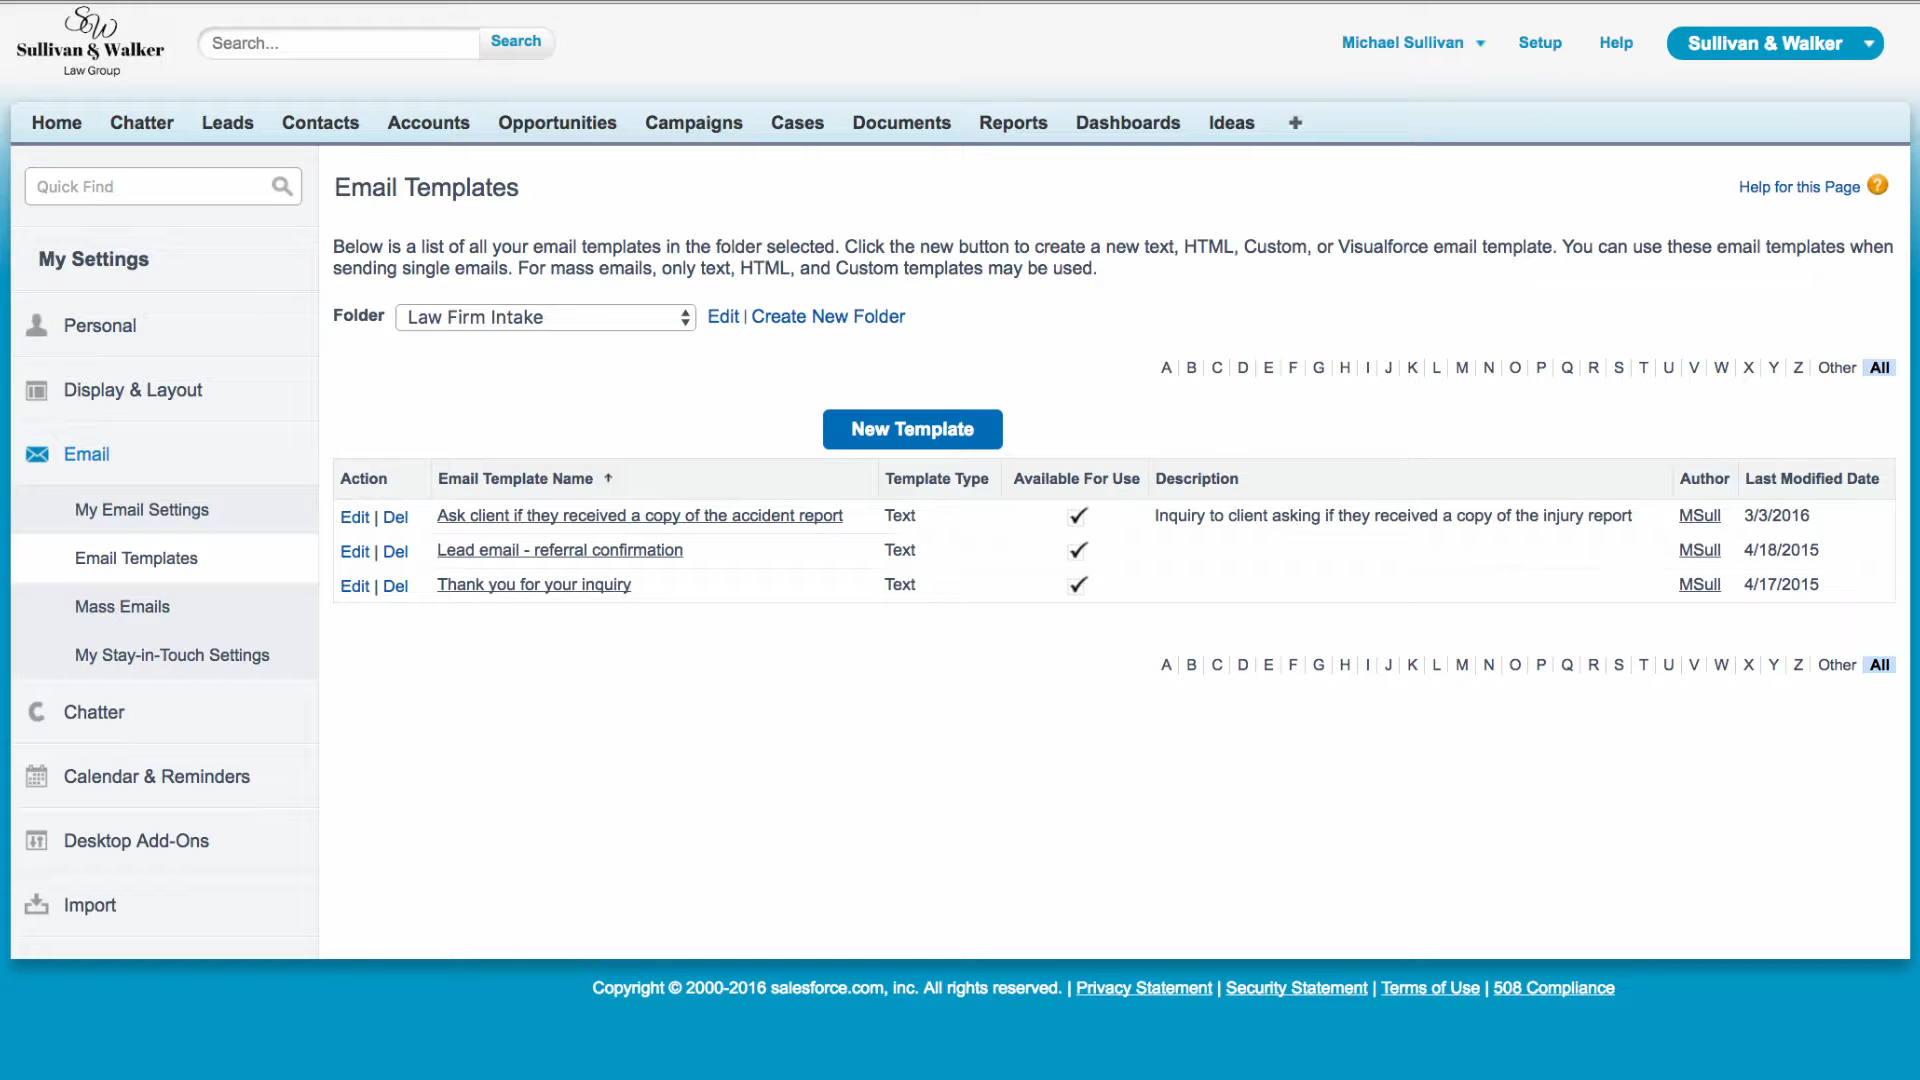 SW
Sullivan & Walker
Law Group
Search...
Search
Michael Sullivan
Setup
Help
Sullivan & Walker
Home Chatter Leads Contacts Accounts Opportunities Campaigns Cases Documents Reports Dashboards Ideas +
Quick Find
My Settings
Personal
Display & Layout
Email
My Email Settings
Email Templates
Mass Emails
My Stay-in-Touch Settings
C Chatter
Calendar & Reminders
Desktop Add-Ons
Import
Email Templates
Help for this Page ?
Below is a list of all your email templates in the folder selected. Click the new button to create a new text, HTML, Custom, or Visualforce email template. You can use these email templates when
sending single emails. For mass emails, only text, HTML, and Custom templates may be used.
Folder Law Firm Intake Edit | Create New Folder
A | B | C | D | E | F | G | H | I | J | K | L | M | N | O | P | Q | R | S | T | U | V | W | X | Y | Z | Other All
New Template
Action Email Template Name ↑ Template Type Available For Use Description Author Last Modified Date
Edit | Del Ask client if they received a copy of the accident report Text ✓ Inquiry to client asking if they received a copy of the injury report MSull 3/3/2016
Edit | Del Lead email - referral confirmation Text ✓ MSull 4/18/2015
Edit | Del Thank you for your inquiry Text ✓ MSull 4/17/2015
A | B | C | D | E | F | G | H | I | J | K | L | M | N | O | P | Q | R | S | T | U | V | W | X | Y | Z | Other All
Copyright © 2000-2016 salesforce.com, inc. All rights reserved. | Privacy Statement | Security Statement | Terms of Use | 508 Compliance